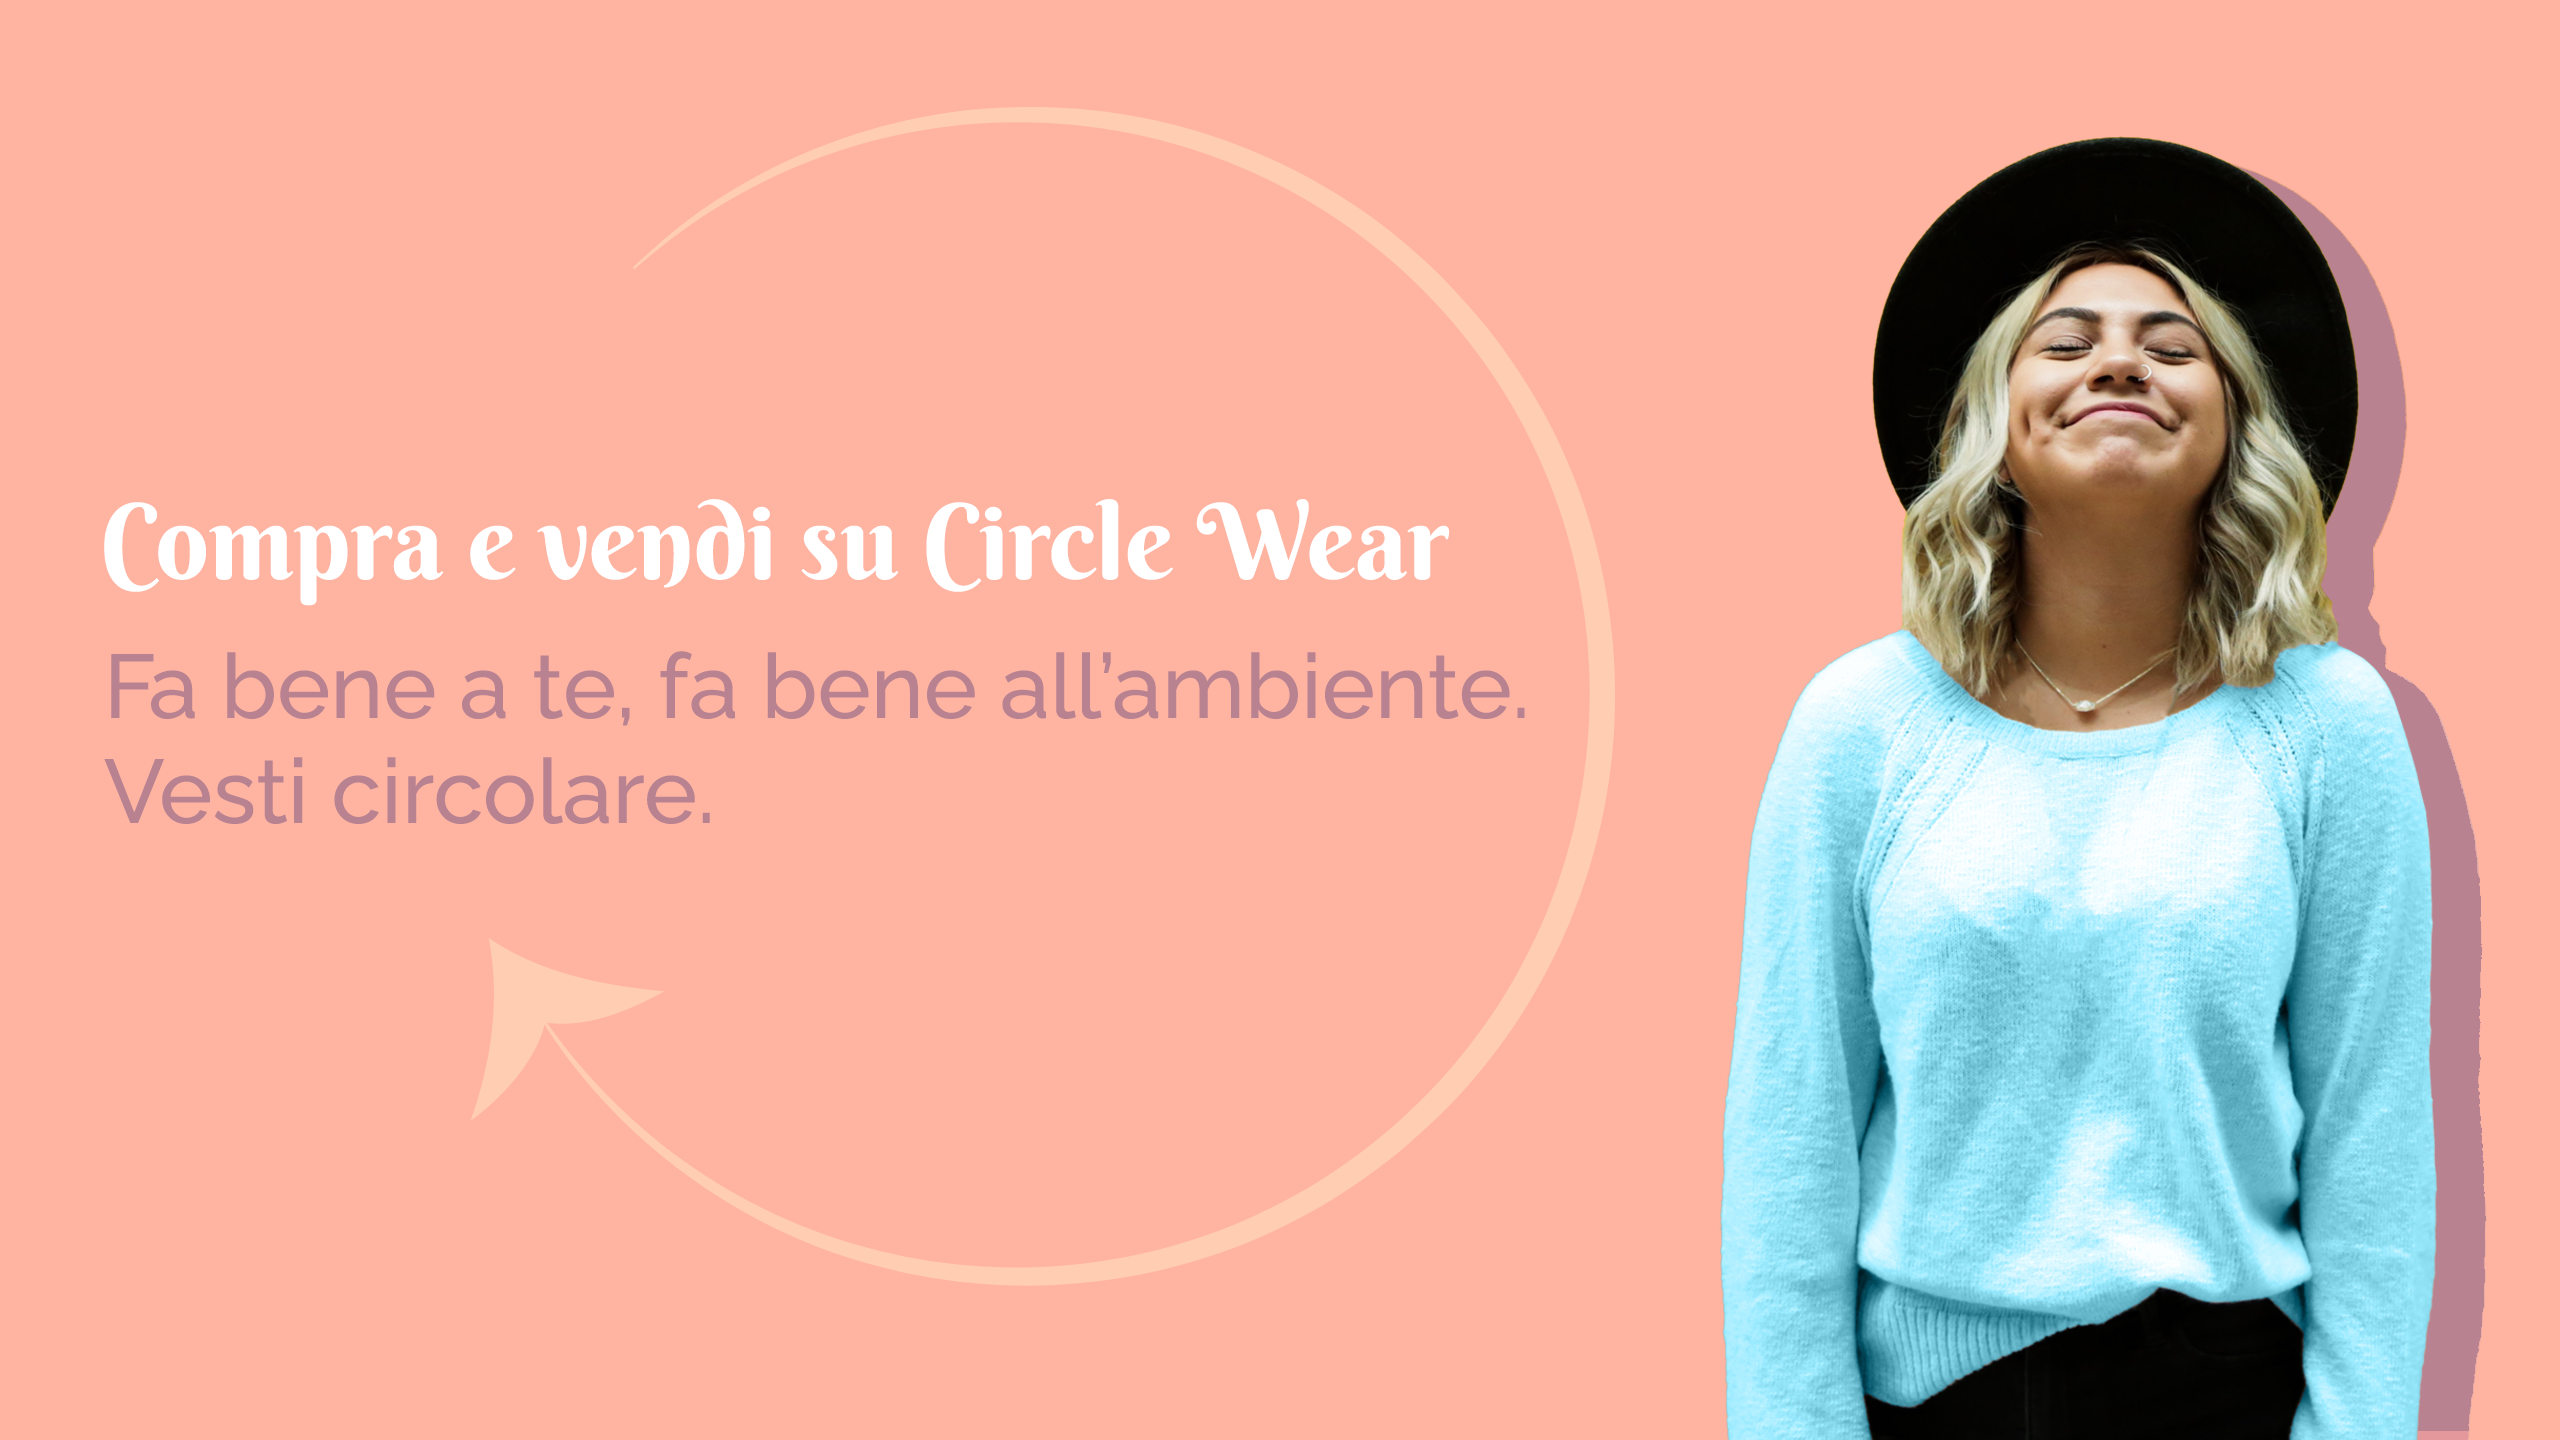 Compra e vendi su Circle Wear
Fa bene a te, fa bene all’ambiente.
Vesti circolare.